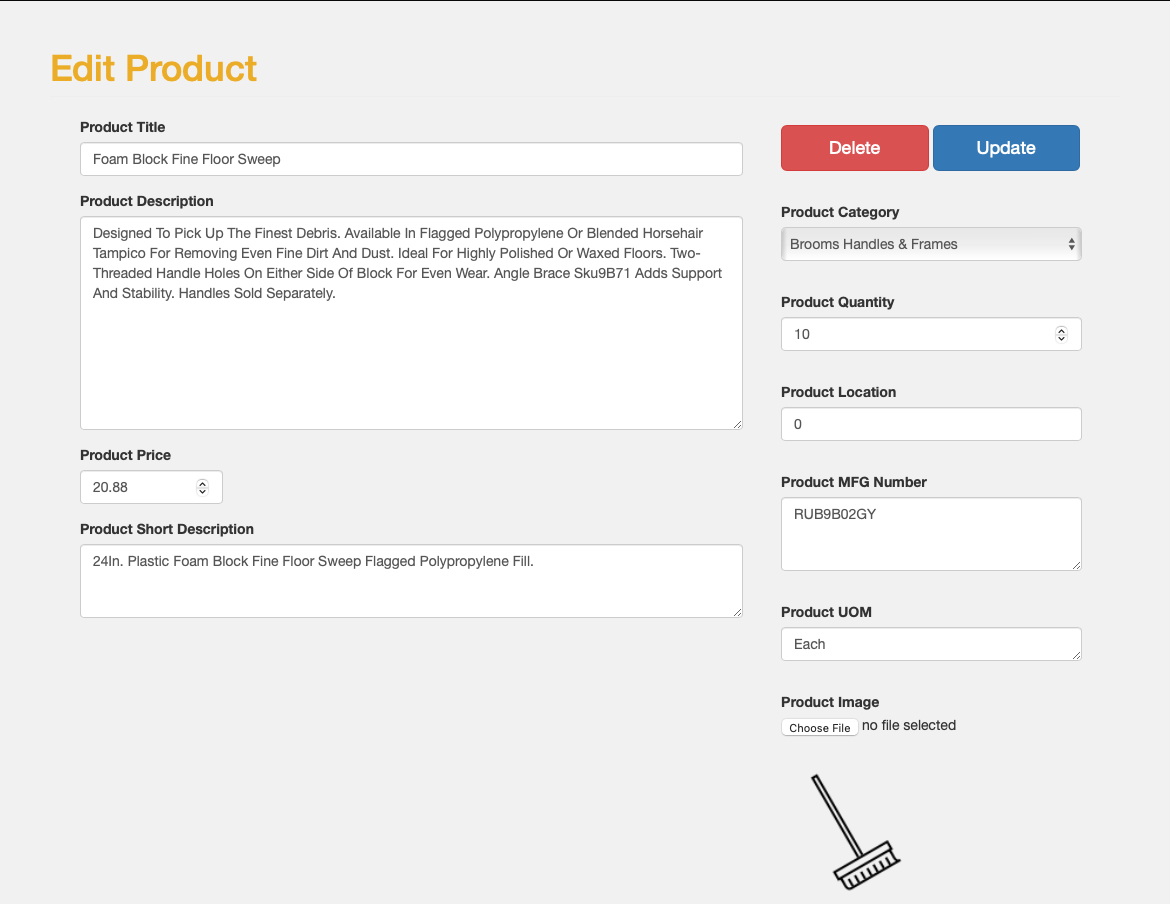 Edit Product
Product Title
Foam Block Fine Floor Sweep
Product Description
Designed To Pick Up The Finest Debris. Available In Flagged Polypropylene Or Blended Horsehair
Tampico For Removing Even Fine Dirt And Dust. Ideal For Highly Polished Or Waxed Floors. Two-
Threaded Handle Holes On Either Side Of Block For Even Wear. Angle Brace Sku9B71 Adds Support
And Stability. Handles Sold Separately.
Product Price
20.88
Product Short Description
24In. Plastic Foam Block Fine Floor Sweep Flagged Polypropylene Fill.
Delete Update
Product Category
Brooms Handles & Frames
Product Quantity
10
Product Location
0
Product MFG Number
RUB9B02GY
Product UOM
Each
Product Image
Choose File no file selected